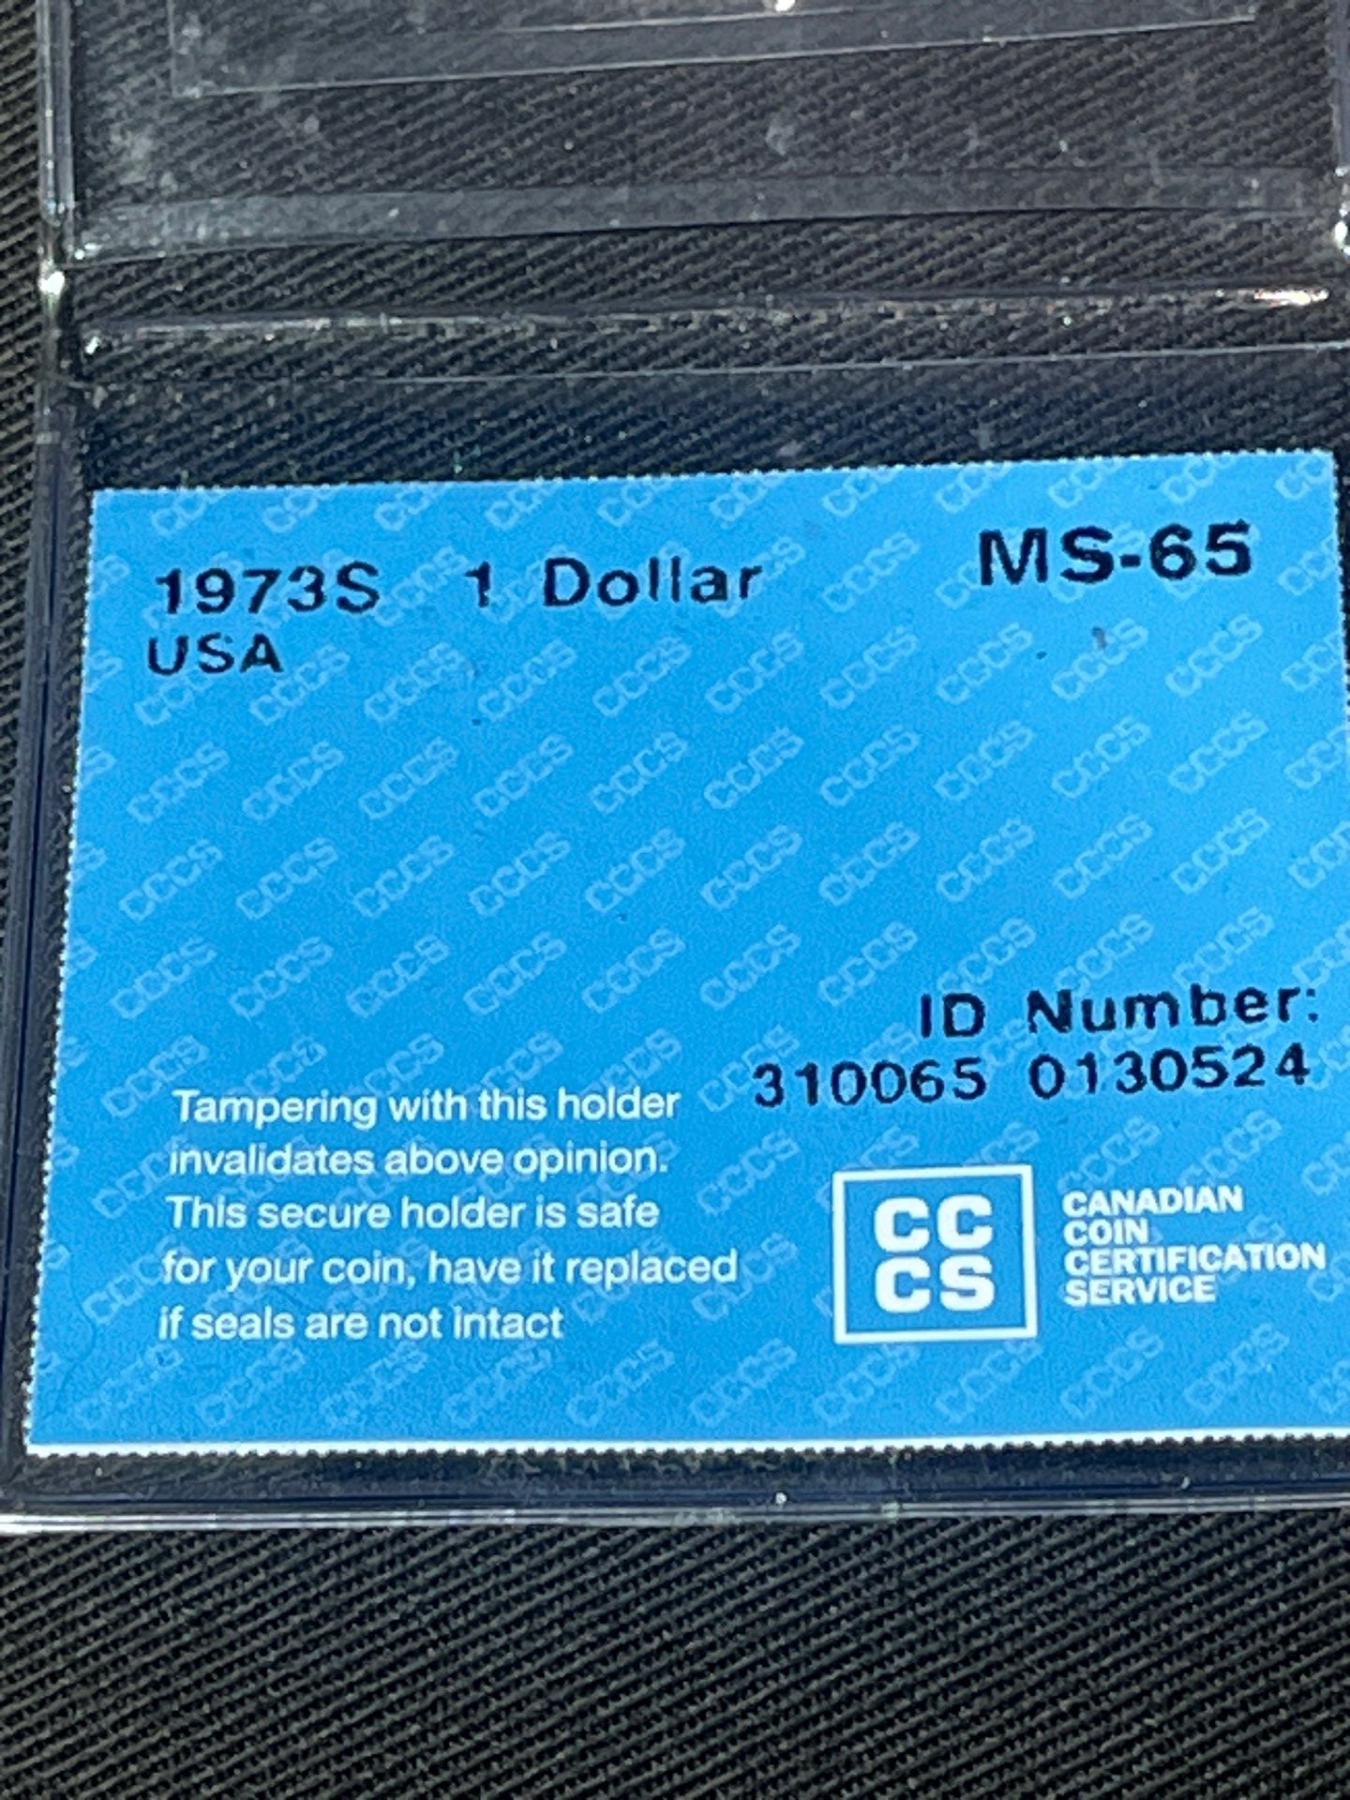 1973S 1 Dollar MS-65
USA
ID Number:
310065 0130524
Tampering with this holder
invalidates above opinion.
This secure holder is safe
for your coin, have it replaced
if seals are not intact
CC
CS
CANADIAN
COIN
CERTIFICATION
SERVICE